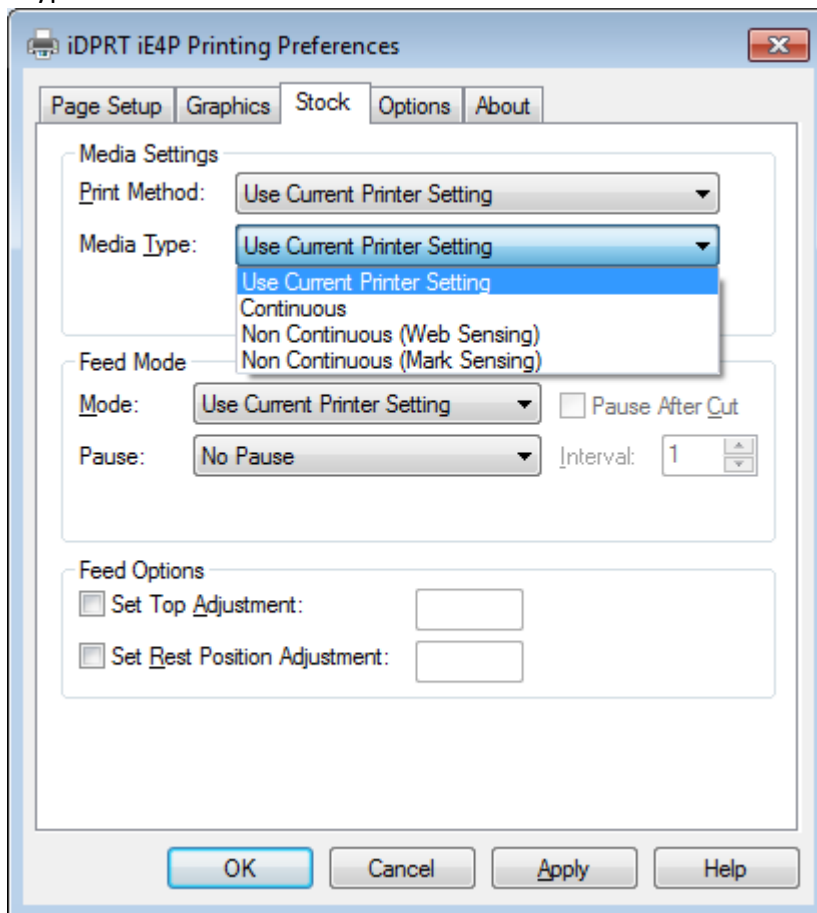 iDPRT iE4P Printing Preferences
Page Setup Graphics Stock Options About
Media Settings
Print Method: Use Current Printer Setting
Media Type: Use Current Printer Setting
Use Current Printer Setting
Continuous
Non Continuous (Web Sensing)
Non Continuous (Mark Sensing)
Feed Mode
Mode: Use Current Printer Setting Pause After Cut
Pause: No Pause Interval: 1
Feed Options
Set Top Adjustment:
Set Rest Position Adjustment:
OK Cancel Apply Help